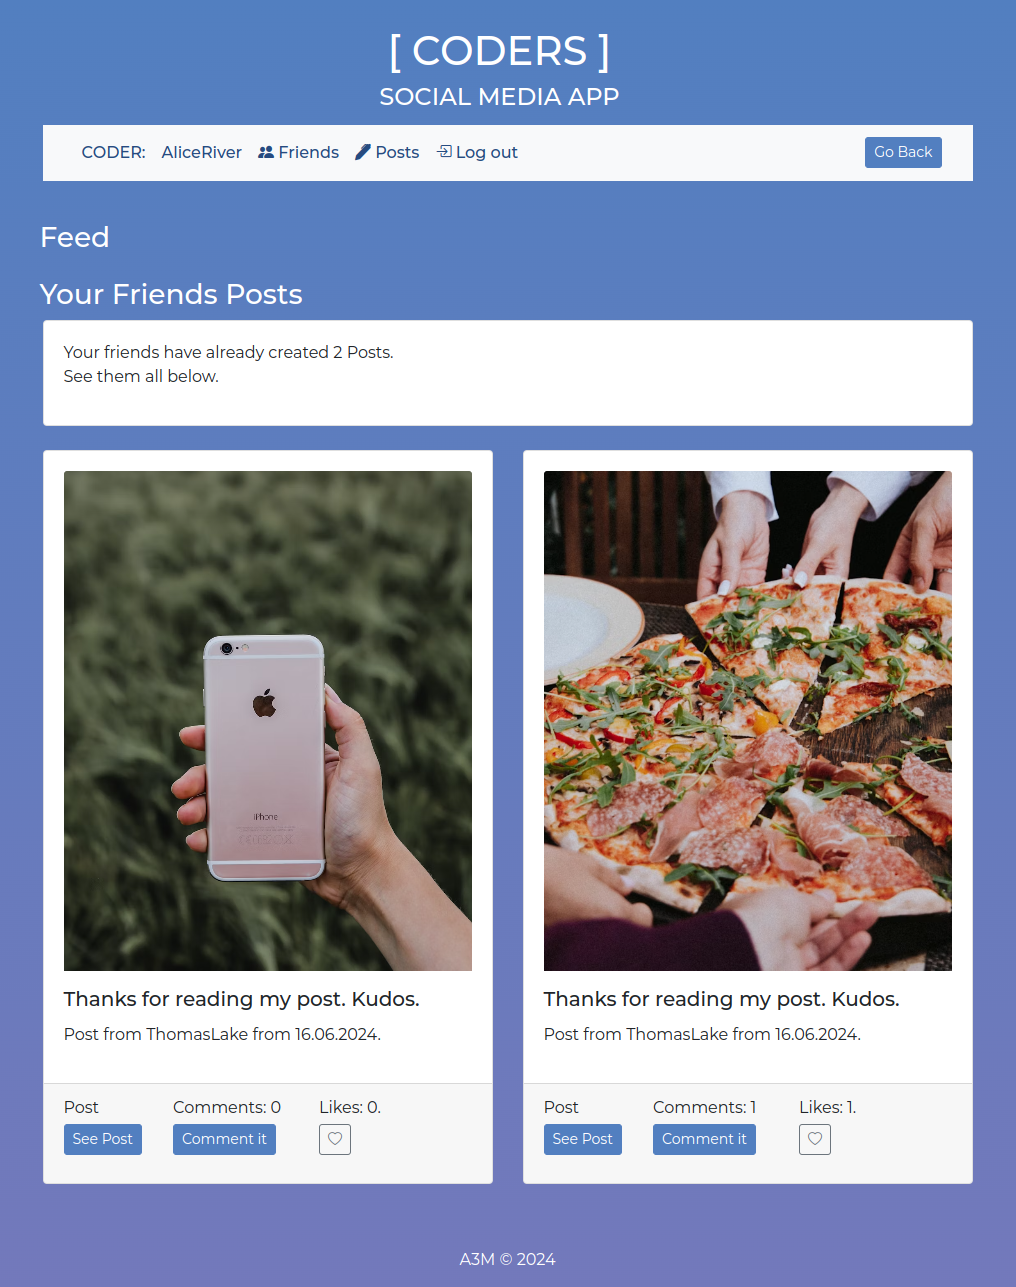 [ CODERS ]
SOCIAL MEDIA APP
CODER: AliceRiver Friends Posts Log out Go Back
Feed
Your Friends Posts
Your friends have already created 2 Posts.
See them all below.
iPhone
Thanks for reading my post. Kudos.
Post from ThomasLake from 16.06.2024.
Post Comments: 0 Likes: 0.
See Post Comment it
Thanks for reading my post. Kudos.
Post from ThomasLake from 16.06.2024.
Post Comments: 1 Likes: 1.
See Post Comment it
A3M © 2024